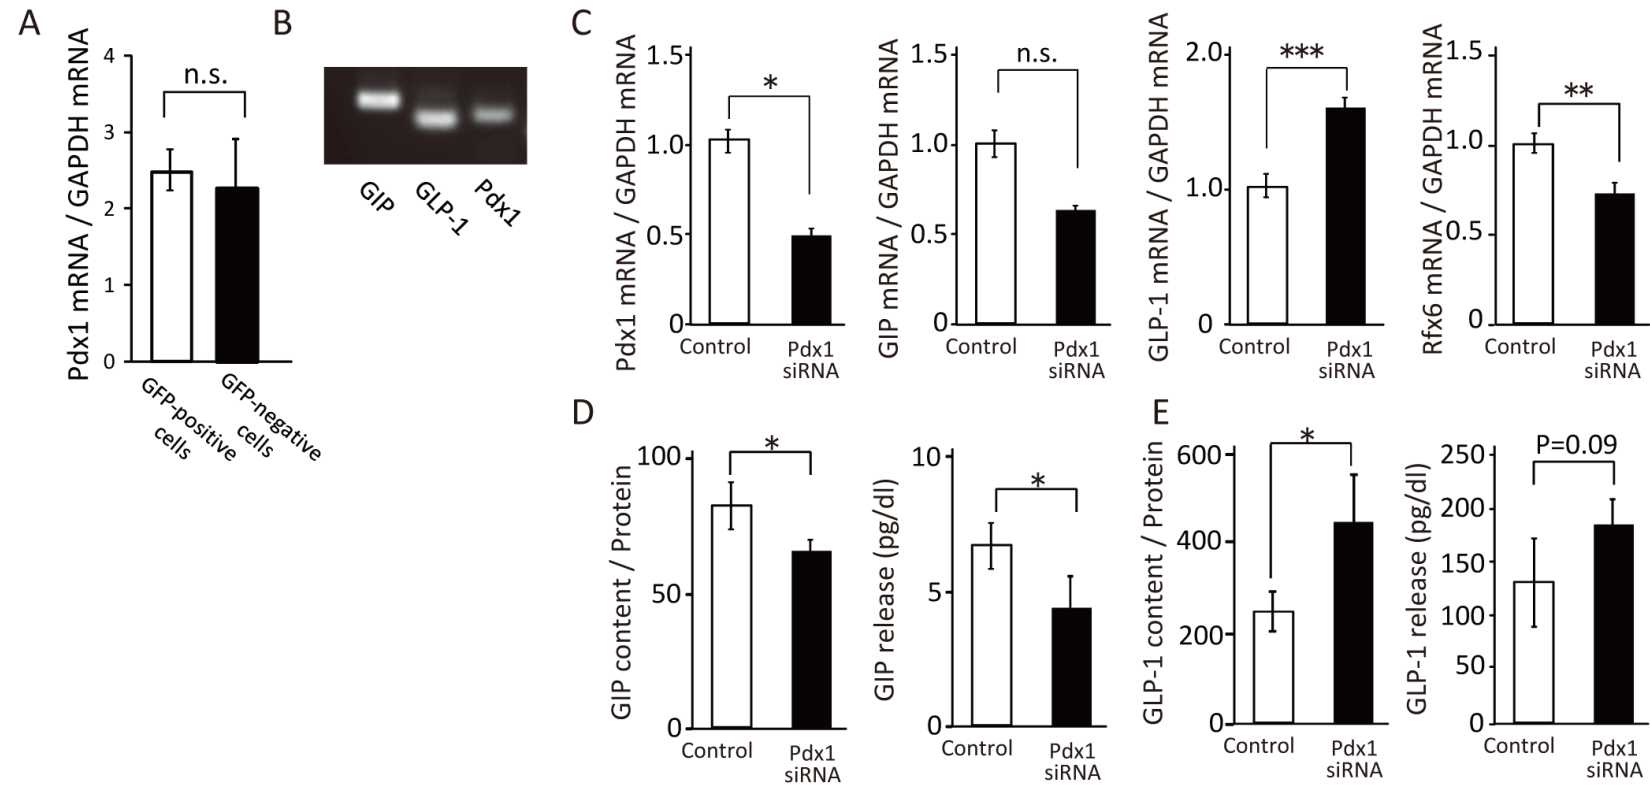 A
Pdx1 mRNA / GAPDH mRNA
4
3
2
1
0
n.s.
GFP-positive
cells
GFP-negative
cells
B
GIP
GLP-1
Pdx1
C
Pdx1 mRNA / GAPDH mRNA
1.5
1.0
0.5
0
*
Control
Pdx1
siRNA
GIP mRNA / GAPDH mRNA
1.5
1.0
0.5
0
n.s.
Control
Pdx1
siRNA
GLP-1 mRNA / GAPDH mRNA
2.0
1.0
0
***
Control
Pdx1
siRNA
Rfx6 mRNA / GAPDH mRNA
1.5
1.0
0.5
0
**
Control
Pdx1
siRNA
D
GIP content / Protein
100
50
0
*
Control
Pdx1
siRNA
GIP release (pg/dl)
10
5
0
*
Control
Pdx1
siRNA
E
GLP-1 content / Protein
600
400
200
0
*
Control
Pdx1
siRNA
GLP-1 release (pg/dl)
250
200
150
100
50
0
P=0.09
Control
Pdx1
siRNA